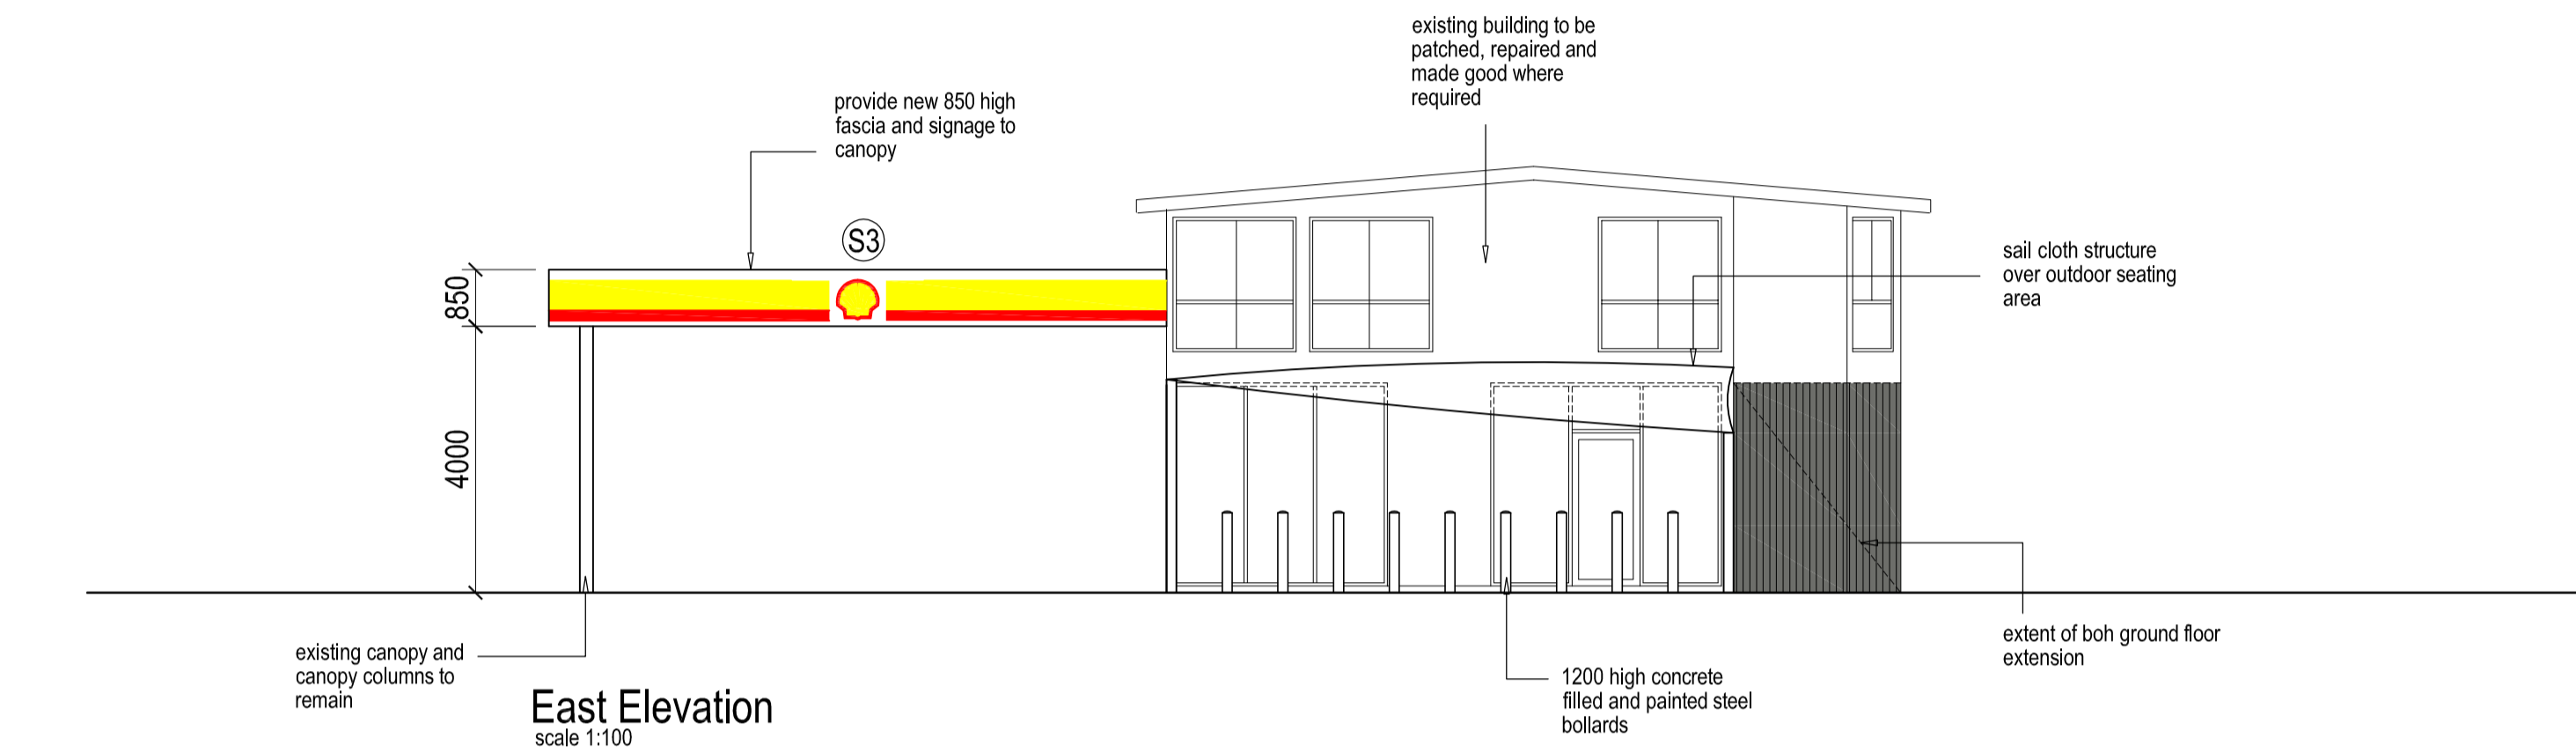 existing building to be
patched, repaired and
made good where
required
provide new 850 high
fascia and signage to
canopy
S3
sail cloth structure
over outdoor seating
area
850
4000
existing canopy and
canopy columns to
remain
extent of boh ground floor
extension
1200 high concrete
filled and painted steel
bollards
East Elevation
scale 1:100